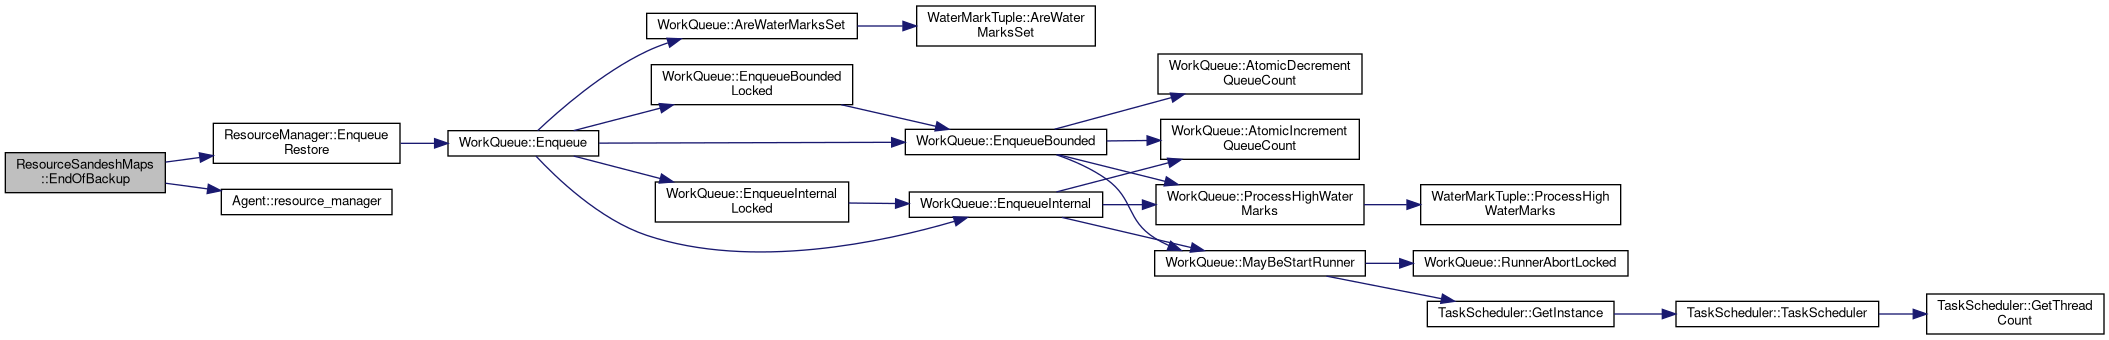 ResourceSandeshMaps
::EndOfBackup
ResourceManager::Enqueue
Restore
Agent::resource_manager
WorkQueue::Enqueue
WorkQueue::AreWaterMarksSet
WorkQueue::EnqueueBounded
Locked
WorkQueue::EnqueueInternal
Locked
WaterMarkTuple::AreWater
MarksSet
WorkQueue::EnqueueBounded
WorkQueue::EnqueueInternal
WorkQueue::AtomicDecrement
QueueCount
WorkQueue::AtomicIncrement
QueueCount
WorkQueue::ProcessHighWater
Marks
WorkQueue::MayBeStartRunner
WaterMarkTuple::ProcessHigh
WaterMarks
WorkQueue::RunnerAbortLocked
TaskScheduler::GetInstance
TaskScheduler::TaskScheduler
TaskScheduler::GetThread
Count